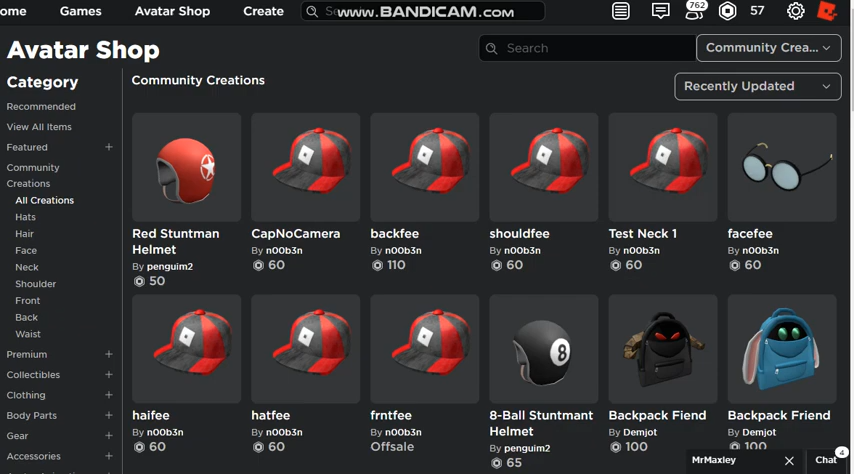 ome Games Avatar Shop Create Se www.BANDICAM.com 762 57
Avatar Shop
Search
Community Crea...
Category
Community Creations
Recently Updated
Recommended
View All Items
Featured +
Community
Creations
All Creations
Hats
Hair
Face
Neck
Shoulder
Front
Back
Waist
Premium +
Collectibles +
Clothing +
Body Parts +
Gear +
Accessories +
Red Stuntman
Helmet
By penguim2
50
CapNoCamera
By n00b3n
60
backfee
By n00b3n
110
shouldfee
By n00b3n
60
Test Neck 1
By n00b3n
60
facefee
By n00b3n
60
haifee
By n00b3n
60
hatfee
By n00b3n
60
frntfee
By n00b3n
Offsale
8
8-Ball Stuntmant
Helmet
By penguim2
65
Backpack Fiend
By Demjot
100
Backpack Friend
By Demjot
100
MrMaxley
Chat 4